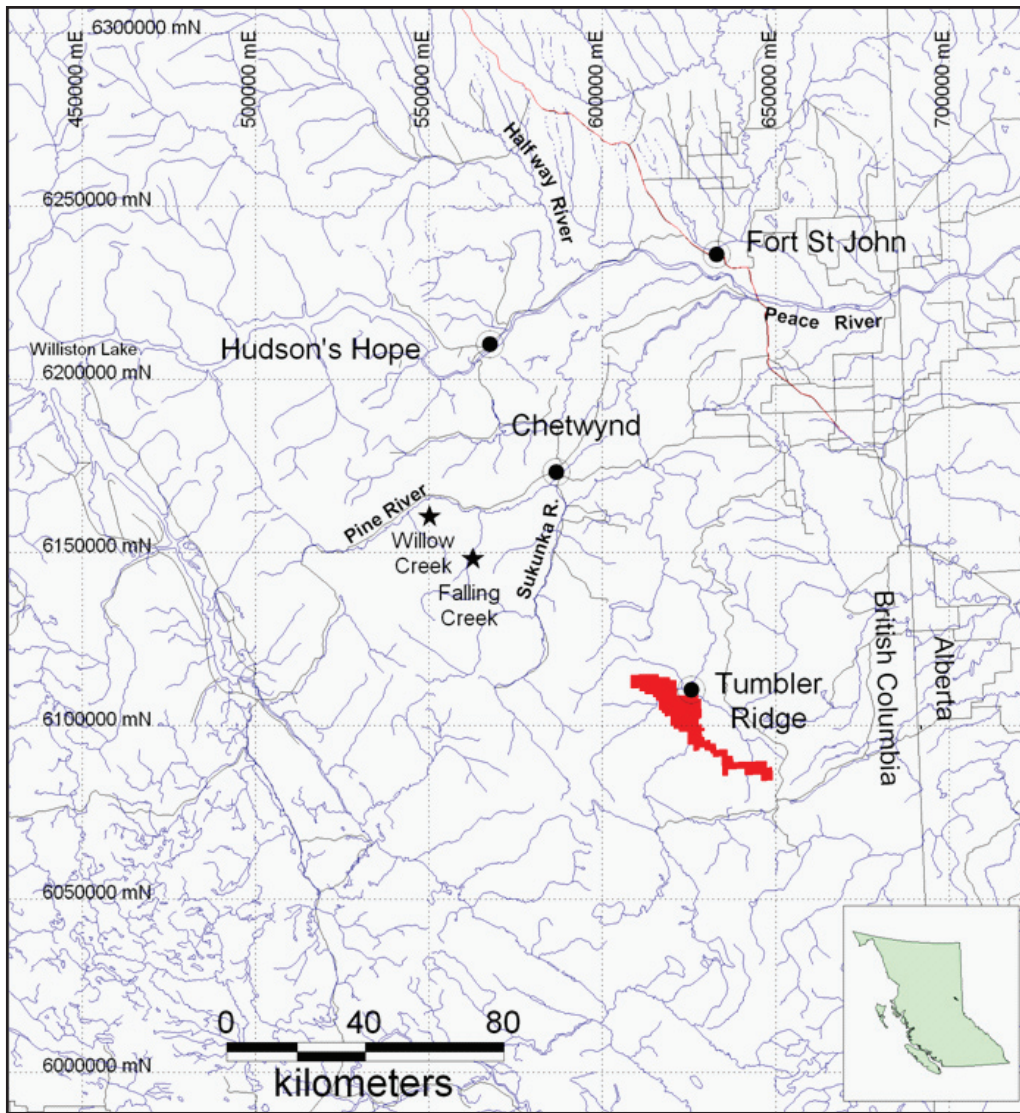 6300000 mN
450000 mE
500000 mE
550000 mE
600000 mE
650000 mE
700000 mE
Half way River
6250000 mN
Fort St John
Peace River
Hudson's Hope
Williston Lake
6200000 mN
Chetwynd
Pine River
Willow
Creek
Sukunka R.
6150000 mN
Falling
Creek
British Columbia
Alberta
Tumbler
Ridge
6100000 mN
6050000 mN
0 40 80
kilometers
6000000 mN